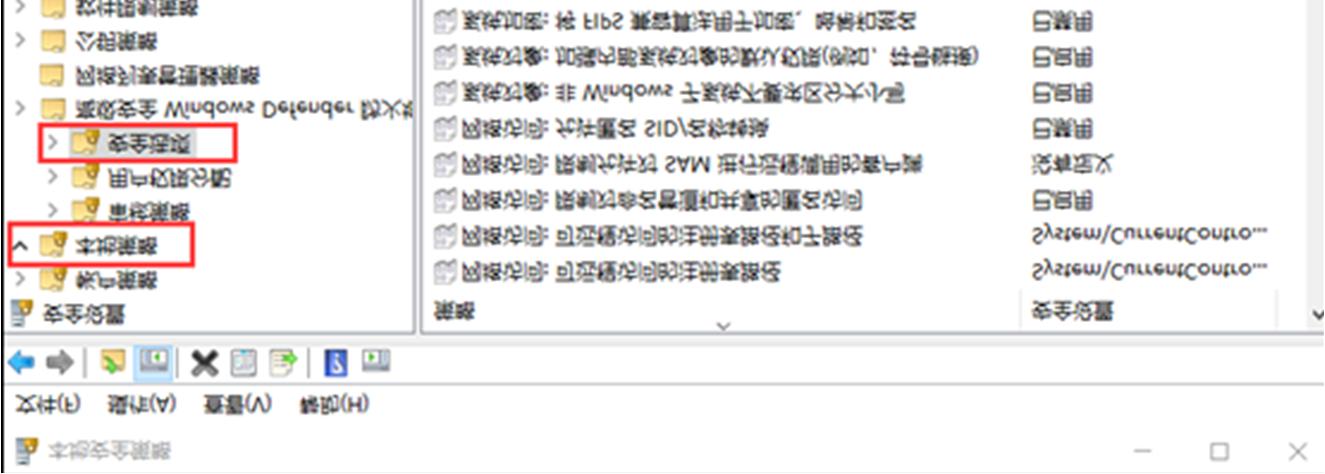 本地安全策略
文件(F) 操作(A) 查看(V) 帮助(H)
安全设置
帐户策略
本地策略
审核策略
用户权限分配
安全选项
高级安全 Windows Defender 防火墙
网络列表管理器策略
公钥策略
软件限制策略
策略 安全设置
网络访问: 可远程访问的注册表路径 System\CurrentContro...
网络访问: 可远程访问的注册表路径和子路径 System\CurrentContro...
网络访问: 限制对命名管道和共享的匿名访问 已启用
网络访问: 限制允许对 SAM 进行远程调用的客户端 没有定义
网络访问: 允许匿名 SID/名称转换 已禁用
系统对象: 非 Windows 子系统不要求区分大小写 已启用
系统对象: 加强内部系统对象的默认权限(例如，符号链接) 已启用
系统加密: 将 FIPS 兼容算法用于加密、哈希和签名 已禁用